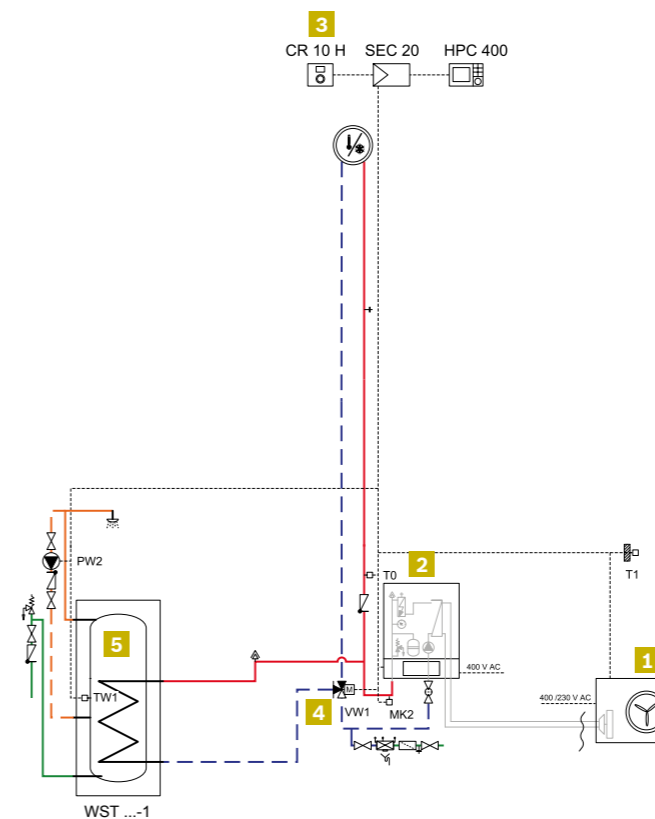 3
CR 10 H SEC 20 HPC 400
PW2
T0
2
T1
5
1
400 V AC
TW1
400 /230 V AC
M
4
VW1
MK2
WST ...-1